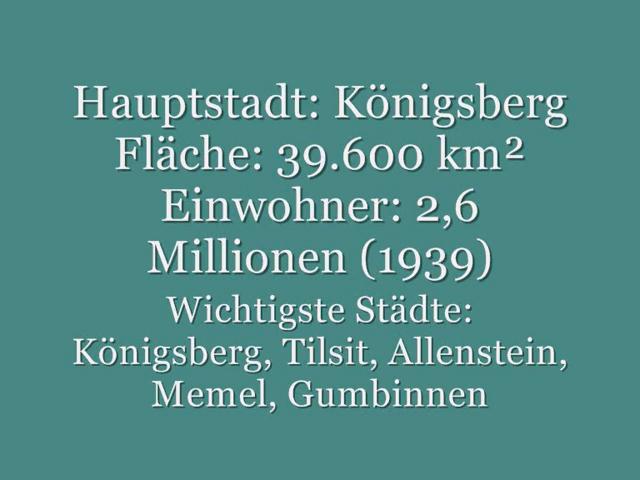 Hauptstadt: Königsberg
Fläche: 39.600 km²
Einwohner: 2,6
Millionen (1939)
Wichtigste Städte:
Königsberg, Tilsit, Allenstein,
Memel, Gumbinnen